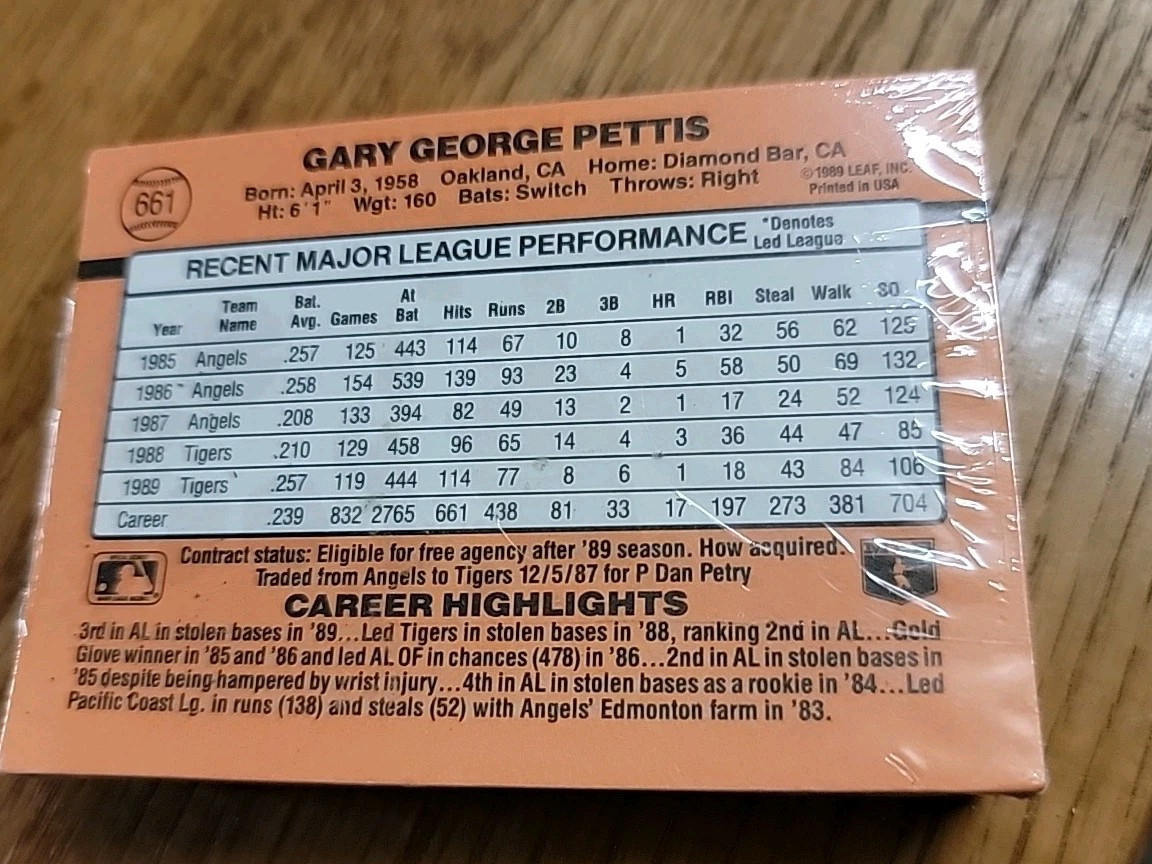 GARY GEORGE PETTIS
661
Born: April 3, 1958 Oakland, CA Home: Diamond Bar, CA
Ht: 6'1" Wgt: 160 Bats: Switch Throws: Right
©1989 LEAF, INC.
Printed in USA
RECENT MAJOR LEAGUE PERFORMANCE *Denotes Led League
Year Team Name Bat. Avg. Games At Bat Hits Runs 2B 3B HR RBI Steal Walk SO
1985 Angels .257 125 443 114 67 10 8 1 32 56 62 125
1986 Angels .258 154 539 139 93 23 4 5 58 50 69 132
1987 Angels .208 133 394 82 49 13 2 1 17 24 52 124
1988 Tigers .210 129 458 96 65 14 4 3 36 44 47 85
1989 Tigers .257 119 444 114 77 8 6 1 18 43 84 106
Career .239 832 2765 661 438 81 33 17 197 273 381 704
Contract status: Eligible for free agency after '89 season. How acquired:
Traded from Angels to Tigers 12/5/87 for P Dan Petry
CAREER HIGHLIGHTS
3rd in AL in stolen bases in '89...Led Tigers in stolen bases in '88, ranking 2nd in AL...Gold
Glove winner in '85 and '86 and led AL OF in chances (478) in '86...2nd in AL in stolen bases in
'85 despite being hampered by wrist injury...4th in AL in stolen bases as a rookie in '84...Led
Pacific Coast Lg. in runs (138) and steals (52) with Angels' Edmonton farm in '83.